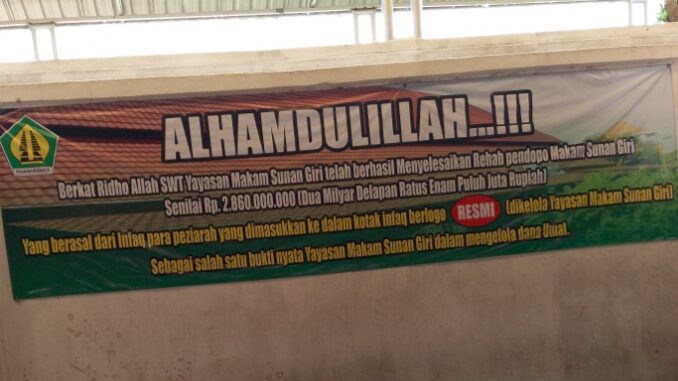 ALHAMDULILLAH...!!!
Berkat Ridho Allah SWT Yayasan Makam Sunan Giri telah berhasil Menyelesaikan Rehab pendopo Makam Sunan Giri
Senilai Rp. 2.860.000.000 (Dua Milyar Delapan Ratus Enam Puluh Juta Rupiah)
Yang berasal dari Infaq para peziarah yang dimasukkan ke dalam kotak infaq berlogo RESMI (dikelola Yayasan Makam Sunan Giri)
Sebagai salah satu bukti nyata Yayasan Makam Sunan Giri dalam mengelola dana Umat.